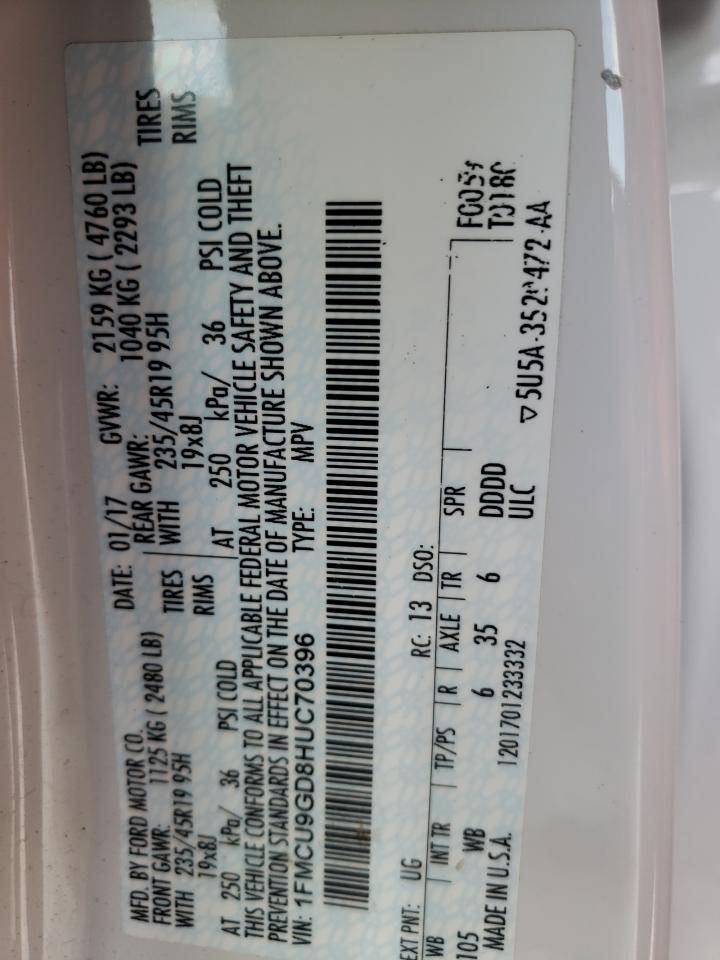 MFD. BY FORD MOTOR CO.
DATE: 01/17 GVWR: 2159 KG ( 4760 LB)
FRONT GAWR: 1125 KG ( 2480 LB)
REAR GAWR: 1040 KG ( 2293 LB)
WITH 235/45R19 95H TIRES
WITH 235/45R19 95H TIRES
19x8J RIMS
19x8J RIMS
AT 250 kPa/ 36 PSI COLD
AT 250 kPa/ 36 PSI COLD
THIS VEHICLE CONFORMS TO ALL APPLICABLE FEDERAL MOTOR VEHICLE SAFETY AND THEFT
PREVENTION STANDARDS IN EFFECT ON THE DATE OF MANUFACTURE SHOWN ABOVE.
VIN: 1FMCU9GD8HUC70396 TYPE: MPV
EXT PNT: UG RC: 13 DSO:
WB INT TR TP/PS R AXLE TR SPR
105 WB 6 35 6 DDDD
MADE IN U.S.A. 1201701233332 ULC